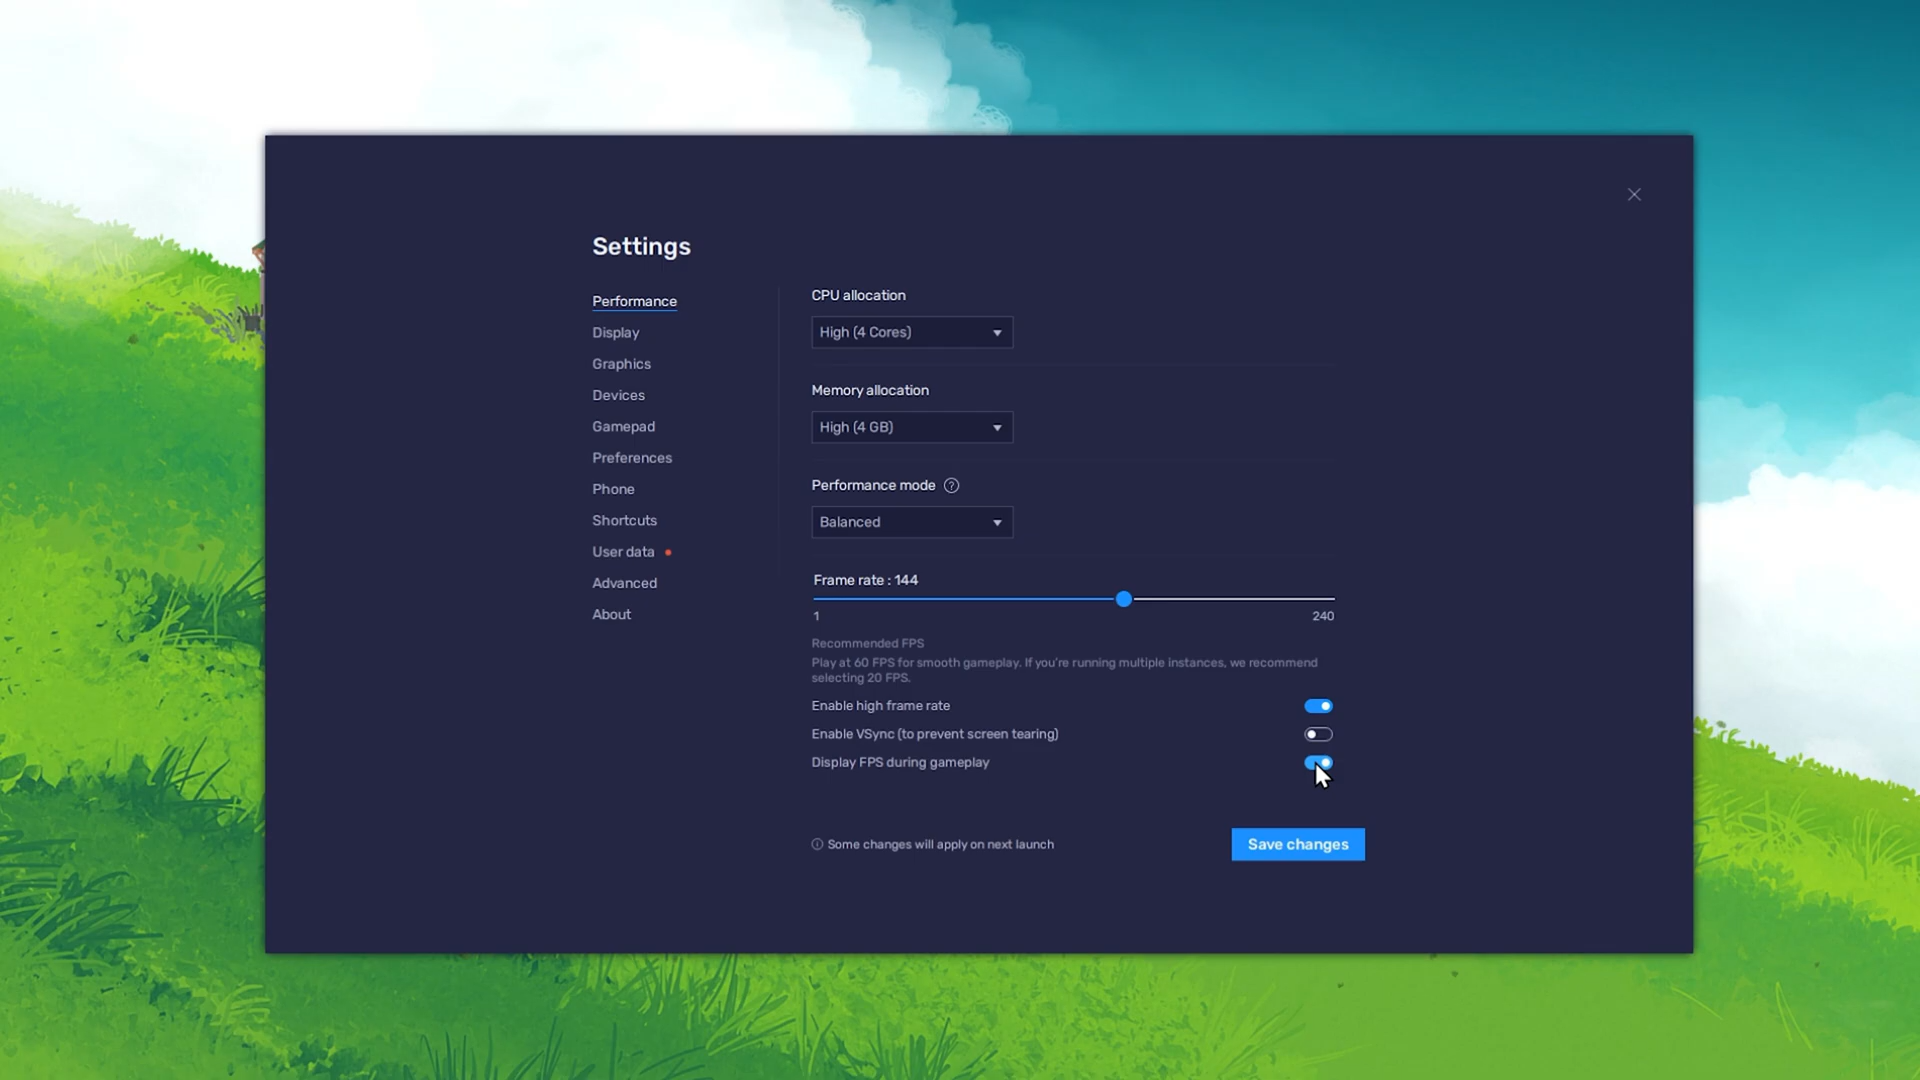 Settings
Performance
Display
Graphics
Devices
Gamepad
Preferences
Phone
Shortcuts
User data
Advanced
About
CPU allocation
High (4 Cores)
Memory allocation
High (4 GB)
Performance mode ?
Balanced
Frame rate : 144
1 240
Recommended FPS
Play at 60 FPS for smooth gameplay. If you're running multiple instances, we recommend
selecting 20 FPS.
Enable high frame rate
Enable VSync (to prevent screen tearing)
Display FPS during gameplay
Some changes will apply on next launch
Save changes